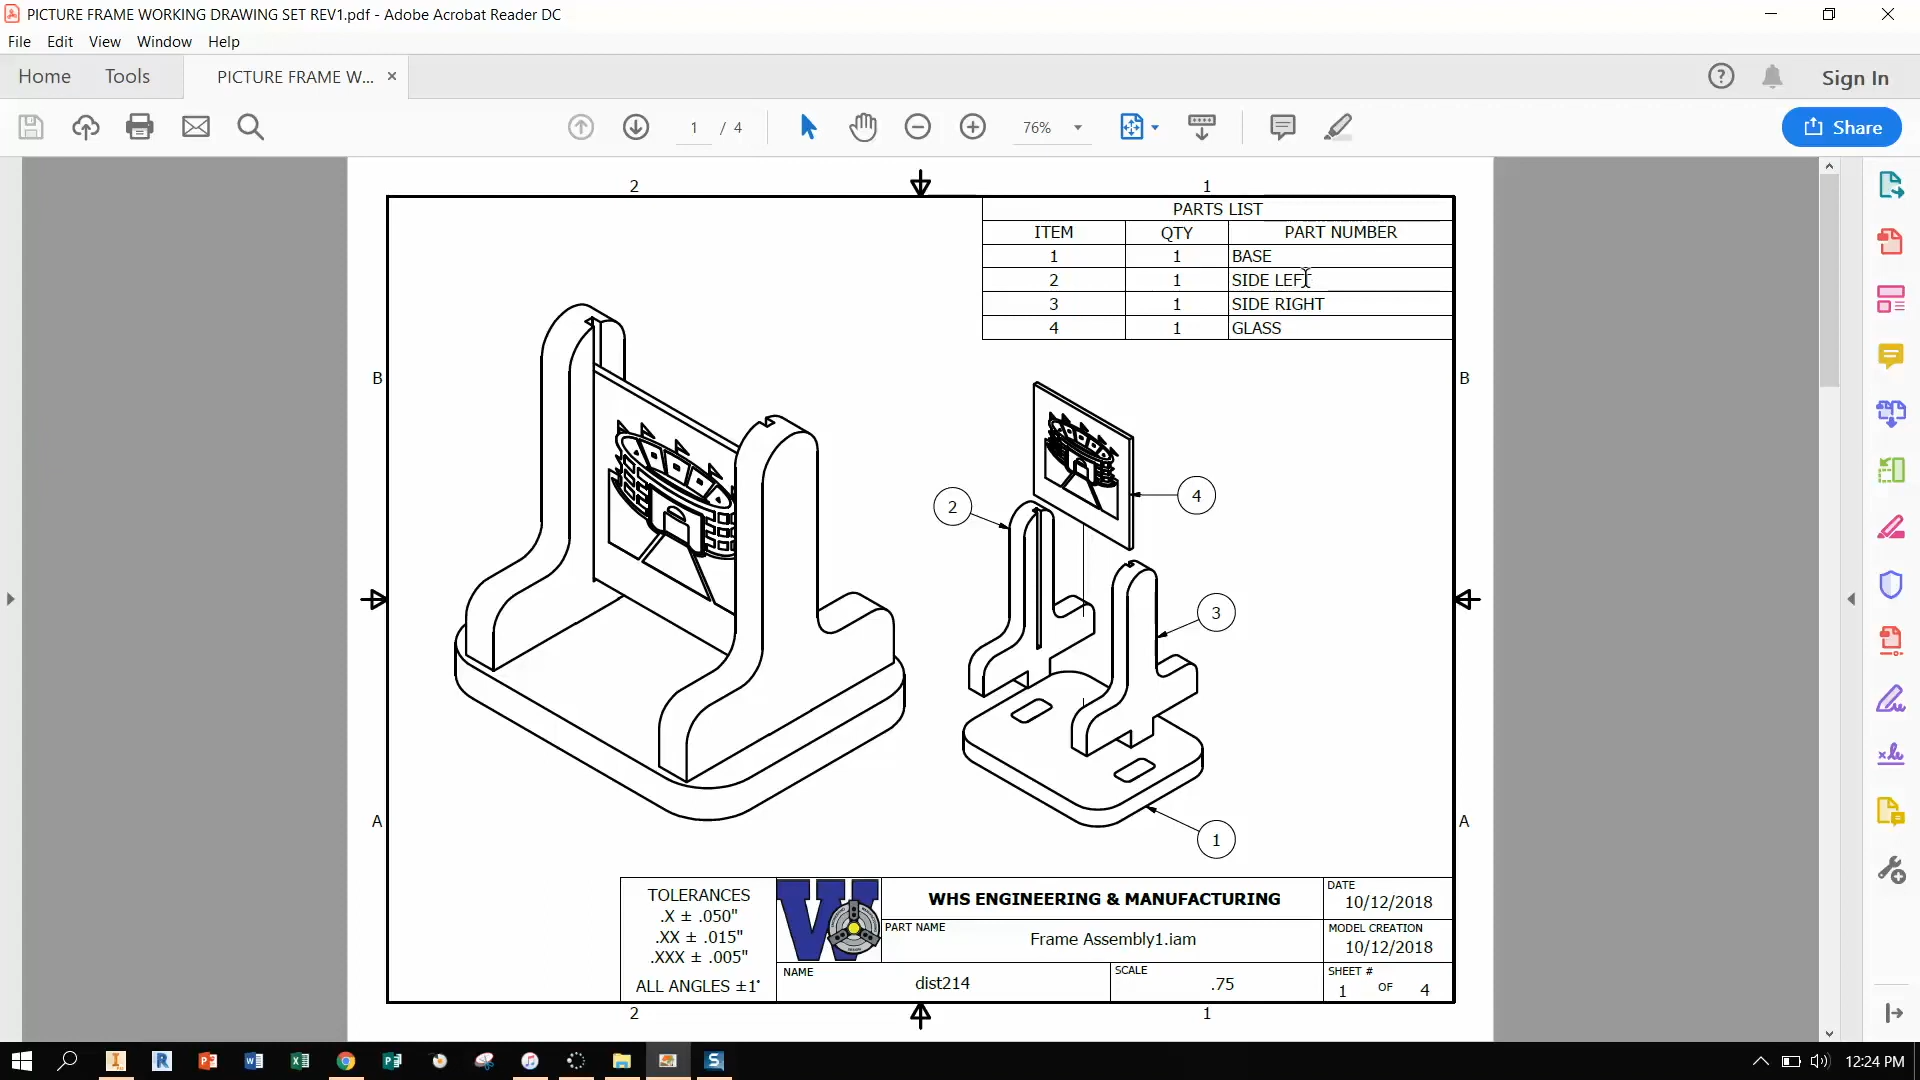 PICTURE FRAME WORKING DRAWING SET REV1.pdf - Adobe Acrobat Reader DC
File Edit View Window Help
Home Tools PICTURE FRAME W... × Sign In
1 / 4 76% Share
2 1
PARTS LIST
ITEM QTY PART NUMBER
1 1 BASE
2 1 SIDE LEFT
3 1 SIDE RIGHT
4 1 GLASS
B B
4
2
3
A A
1
TOLERANCES
.X ± .050"
.XX ± .015"
.XXX ± .005"
ALL ANGLES ±1°
W
WHS ENGINEERING & MANUFACTURING
DATE
10/12/2018
PART NAME
Frame Assembly1.iam
MODEL CREATION
10/12/2018
NAME
dist214
SCALE
.75
SHEET #
1 OF 4
2 1
12:24 PM